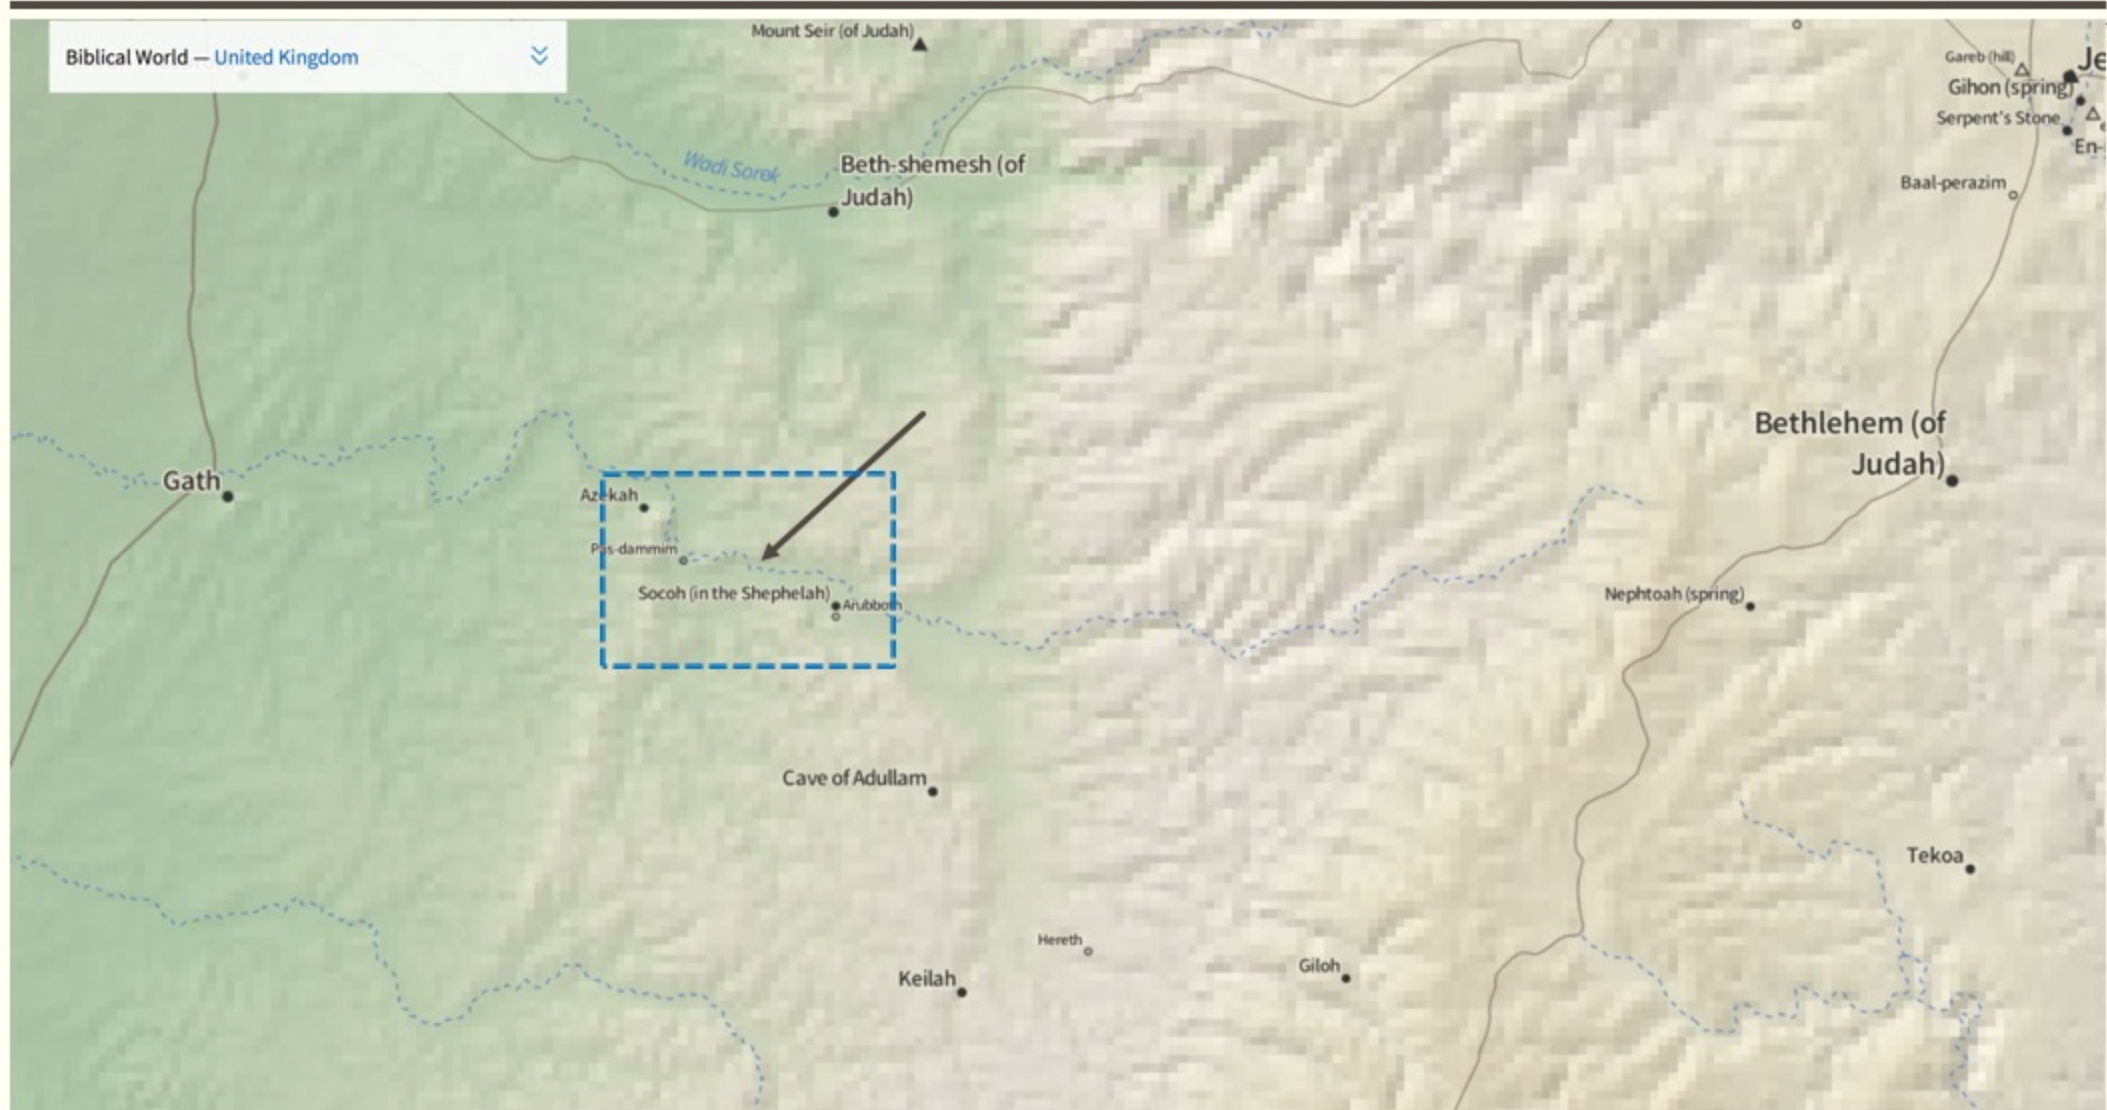 Biblical World — United Kingdom
Mount Seir (of Judah)
Gareb (hill)
Je
Gihon (spring)
Serpent's Stone
En-
Wadi Sorek
Beth-shemesh (of
Judah)
Baal-perazim
Bethlehem (of
Judah)
Gath
Azekah
Pas-dammim
Socoh (in the Shephelah)
Arubboth
Nephtoah (spring)
Cave of Adullam
Tekoa
Hereth
Keilah
Giloh